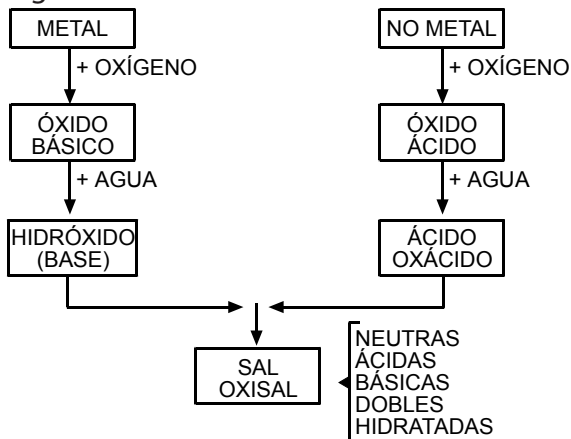 METAL
NO METAL
+ OXÍGENO
+ OXÍGENO
ÓXIDO
BÁSICO
ÓXIDO
ÁCIDO
+ AGUA
+ AGUA
HIDRÓXIDO
(BASE)
ÁCIDO
OXÁCIDO
SAL
OXISAL
NEUTRAS
ÁCIDAS
BÁSICAS
DOBLES
HIDRATADAS